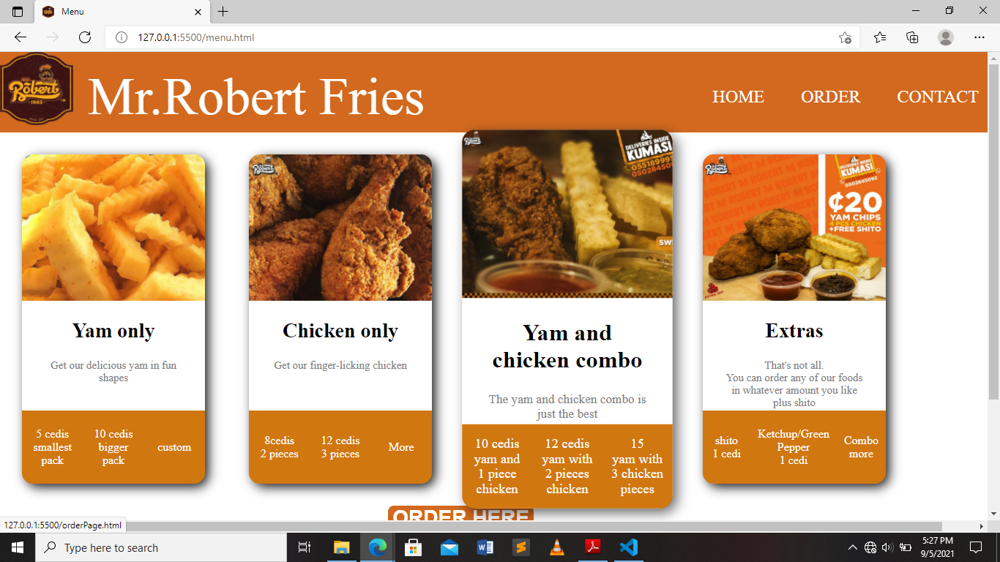 Menu
127.0.0.1:5500/menu.html
Robert
FRIES
Mr.Robert Fries
HOME
ORDER
CONTACT
Yam only
Get our delicious yam in fun
shapes
5 cedis
smallest
pack
10 cedis
bigger
pack
custom
Robert
Chicken only
Get our finger-licking chicken
8cedis
2 pieces
12 cedis
3 pieces
More
Robert
DELIVERIES INSIDE
KUMASI
055189995
0502845092
Yam and
chicken combo
The yam and chicken combo is
just the best
10 cedis
yam and
1 piece
chicken
12 cedis
yam with
2 pieces
chicken
15
yam with
3 chicken
pieces
Robert
DELIVERIES INSIDE
KUMASI
0502845092
¢20
YAM CHIPS
4 PCS CHICKEN
+FREE SHITO
Extras
That's not all.
You can order any of our foods
in whatever amount you like
plus shito
shito
1 cedi
Ketchup/Green
Pepper
1 cedi
Combo
more
ORDER HERE
127.0.0.1:5500/orderPage.html
Type here to search
5:27 PM
9/5/2021